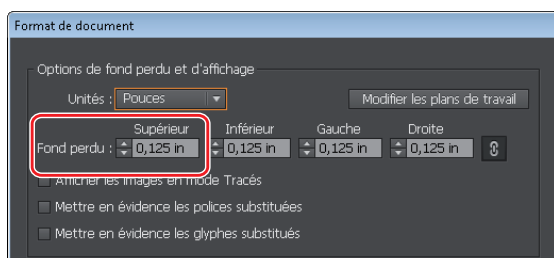 Format de document
Options de fond perdu et d'affichage
Unités : Pouces Modifier les plans de travail
Supérieur Inférieur Gauche Droite
Fond perdu : 0,125 in 0,125 in 0,125 in 0,125 in
Afficher les images en mode Tracés
Mettre en évidence les polices substituées
Mettre en évidence les glyphes substitués